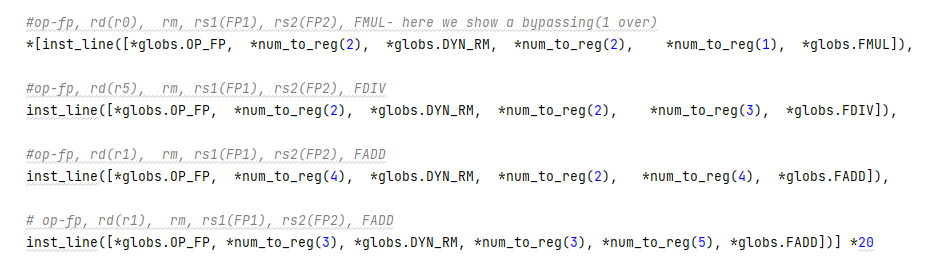 #op-fp, rd(r0),  rm, rs1(FP1), rs2(FP2), FMUL- here we show a bypassing(1 over)
*[inst_line([*globs.OP_FP,  *num_to_reg(2),  *globs.DYN_RM,  *num_to_reg(2),    *num_to_reg(1),  *globs.FMUL]),
#op-fp, rd(r5),  rm, rs1(FP1), rs2(FP2), FDIV
inst_line([*globs.OP_FP,  *num_to_reg(2),  *globs.DYN_RM,  *num_to_reg(2),    *num_to_reg(3),  *globs.FDIV]),
#op-fp, rd(r1),  rm, rs1(FP1), rs2(FP2), FADD
inst_line([*globs.OP_FP,  *num_to_reg(4),  *globs.DYN_RM,  *num_to_reg(2),   *num_to_reg(4),  *globs.FADD]),
# op-fp, rd(r1),  rm, rs1(FP1), rs2(FP2), FADD
inst_line([*globs.OP_FP, *num_to_reg(3), *globs.DYN_RM, *num_to_reg(3), *num_to_reg(5), *globs.FADD])] *20